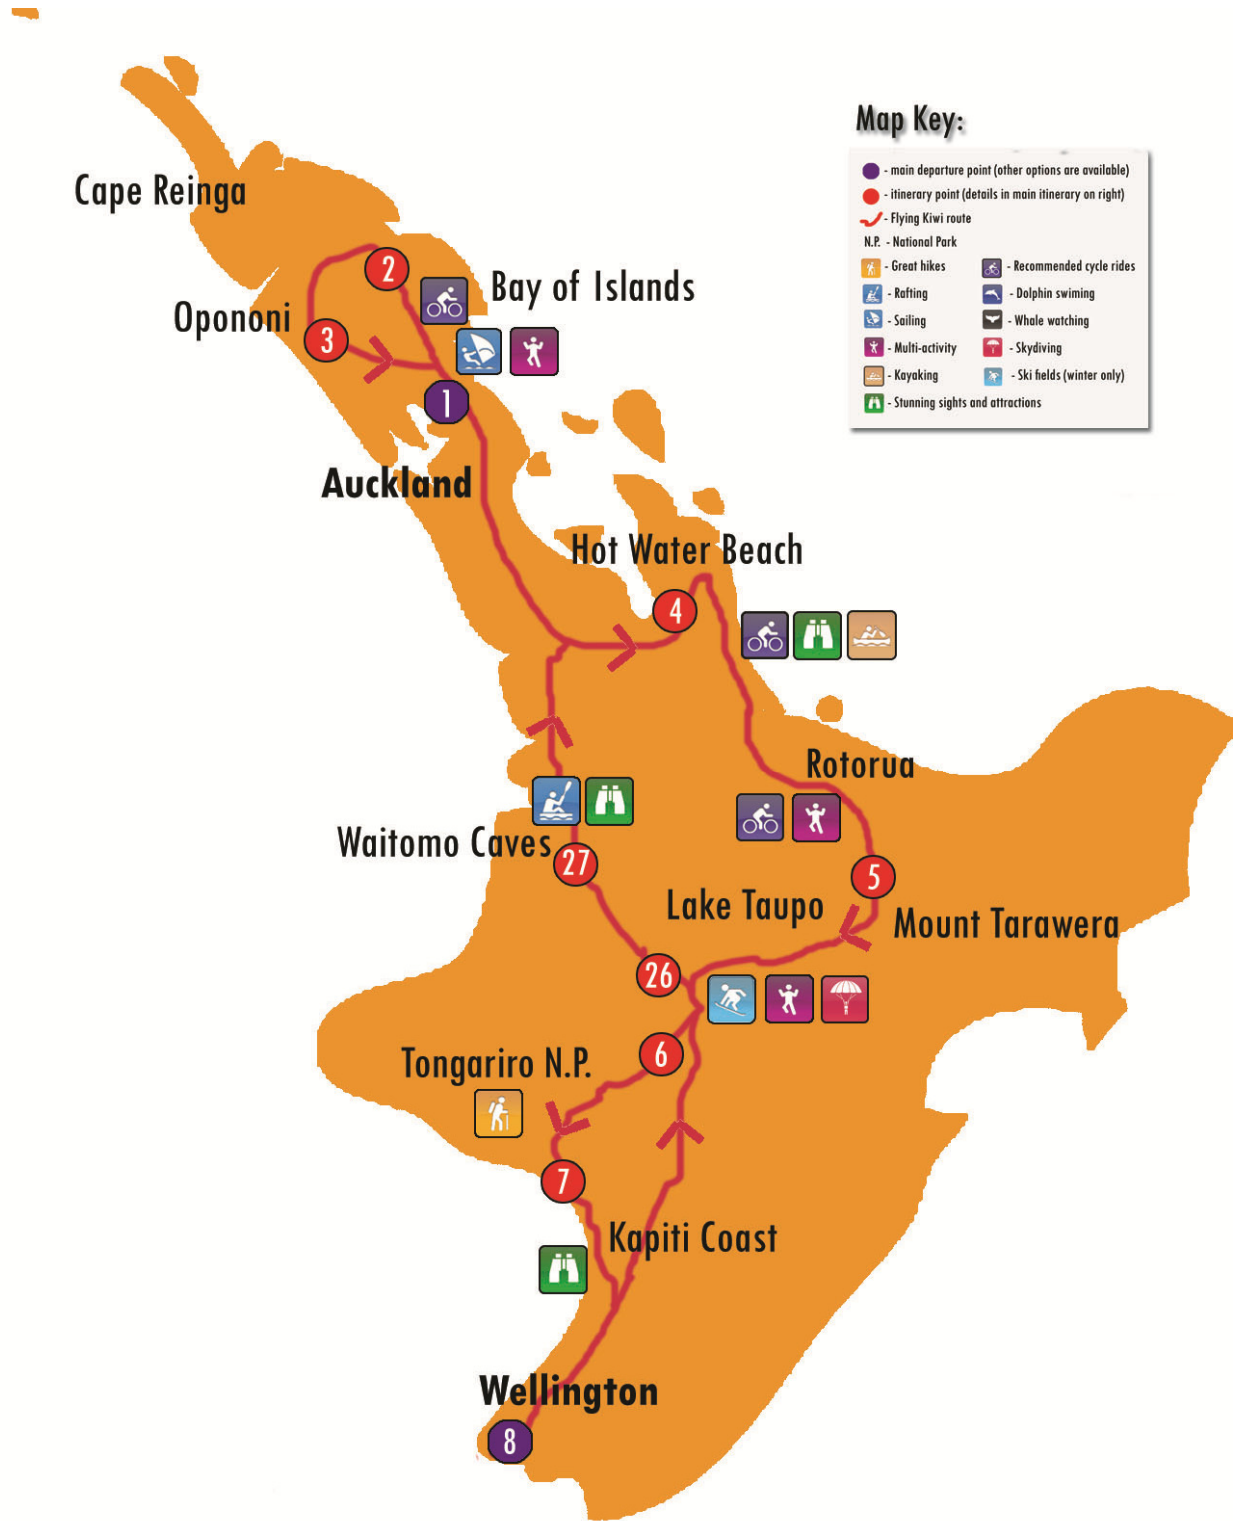 Map Key:
- main departure point (other options are available)
- itinerary point (details in main itinerary on right)
- Flying Kiwi route
N.P. - National Park
- Great hikes
- Recommended cycle rides
- Rafting
- Dolphin swiming
- Sailing
- Whale watching
- Multi-activity
- Skydiving
- Kayaking
- Ski fields (winter only)
- Stunning sights and attractions
Cape Reinga
2
Bay of Islands
Opononi
3
1
Auckland
Hot Water Beach
4
Rotorua
Waitomo Caves
27
5
Lake Taupo
Mount Tarawera
26
6
Tongariro N.P.
7
Kapiti Coast
Wellington
8